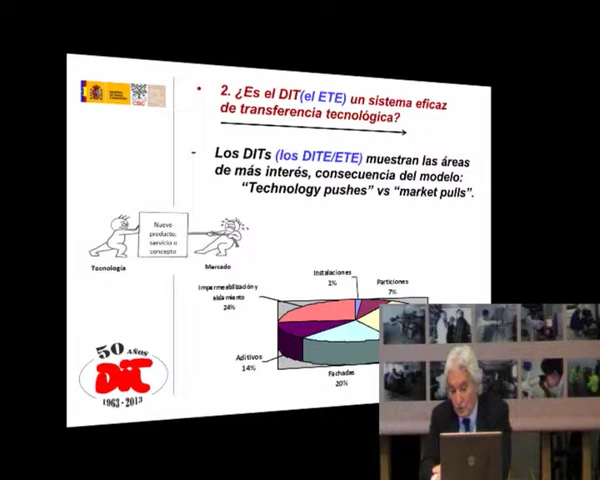 2. ¿Es el DIT(el ETE) un sistema eficaz
de transferencia tecnológica?
Los DITs (los DITE/ETE) muestran las áreas
de más interés, consecuencia del modelo:
“Technology pushes” vs “market pulls”.
Nuevo
producto,
servicio o
concepto
Tecnología
Mercado
Instalaciones
1%
Particiones
7%
Impermeabilización y
aislamiento
24%
Aditivos
14%
Fachadas
20%
50 AÑOS
DIT
1963-2013